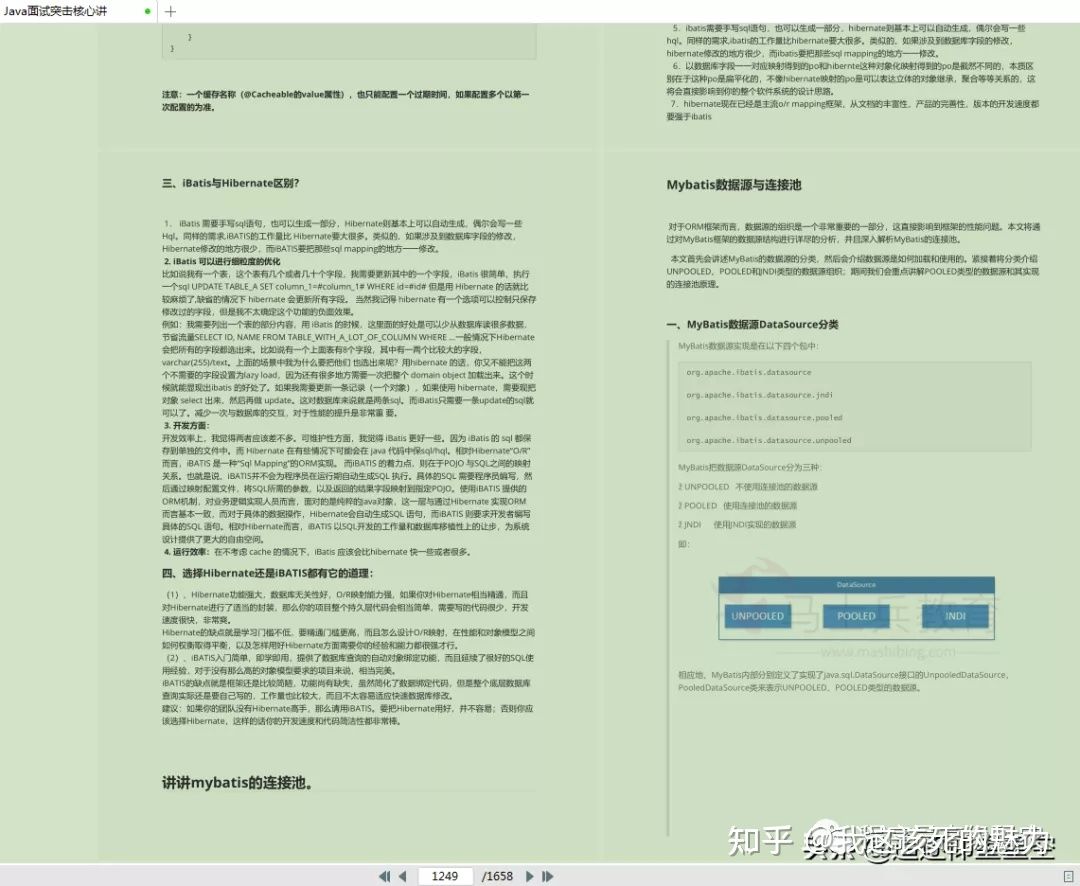 Java面试突击核心讲
}
}
注意：一个缓存名称（@Cacheable的value属性），也只能配置一个过期时间，如果配置多个以第一
次配置的为准。
三、iBatis与Hibernate区别?
1、 iBatis 需要手写sql语句，也可以生成一部分，Hibernate则基本上可以自动生成，偶尔会写一些
Hql。同样的需求,iBATIS的工作量比 Hibernate要大很多。类似的，如果涉及到数据库字段的修改，
Hibernate修改的地方很少，而iBATIS要把那些sql mapping的地方一一修改。
2. iBatis 可以进行细粒度的优化
比如说我有一个表，这个表有几个或者几十个字段，我需要更新其中的一个字段，iBatis 很简单，执行
一个sql UPDATE TABLE_A SET column_1=#column_1# WHERE id=#id# 但是用 Hibernate 的话就比
较麻烦了,缺省的情况下 hibernate 会更新所有字段。 当然我记得 hibernate 有一个选项可以控制只保存
修改过的字段，但是我不太确定这个功能的负面效果。
例如：我需要列出一个表的部分内容，用 iBatis 的时候，这里面的好处是可以少从数据库读很多数据，
节省流量SELECT ID, NAME FROM TABLE_WITH_A_LOT_OF_COLUMN WHERE ...一般情况下Hibernate
会把所有的字段都选出来。比如说有一个上面表有8个字段，其中有一两个比较大的字段，
varchar(255)/text。上面的场景中我为什么要把他们 也选出来呢？用hibernate 的话，你又不能把这两
个不需要的字段设置为lazy load，因为还有很多地方需要一次把整个 domain object 加载出来。这个时
候就能显现出ibatis 的好处了。如果我需要更新一条记录（一个对象），如果使用 hibernate，需要现把
对象 select 出来，然后再做 update。这对数据库来说就是两条sql。而iBatis只需要一条update的sql就
可以了。减少一次与数据库的交互，对于性能的提升是非常重 要。
3. 开发方面：
开发效率上，我觉得两者应该差不多。可维护性方面，我觉得 iBatis 更好一些。因为 iBatis 的 sql 都保
存到单独的文件中。而 Hibernate 在有些情况下可能会在 java 代码中保sql/hql。相对Hibernate“O/R”
而言，iBATIS 是一种“Sql Mapping”的ORM实现。 而iBATIS 的着力点，则在于POJO 与SQL之间的映射
关系。也就是说，iBATIS并不会为程序员在运行期自动生成SQL 执行。具体的SQL 需要程序员编写，然
后通过映射配置文件，将SQL所需的参数，以及返回的结果字段映射到指定POJO。使用iBATIS 提供的
ORM机制，对业务逻辑实现人员而言，面对的是纯粹的Java对象，这一层与通过Hibernate 实现ORM
而言基本一致，而对于具体的数据操作，Hibernate会自动生成SQL 语句，而iBATIS 则要求开发者编写
具体的SQL 语句。相对Hibernate而言，iBATIS 以SQL开发的工作量和数据库移植性上的让步，为系统
设计提供了更大的自由空间。
4. 运行效率：在不考虑 cache 的情况下，iBatis 应该会比hibernate 快一些或者很多。
四、选择Hibernate还是iBATIS都有它的道理：
（1）、Hibernate功能强大，数据库无关性好，O/R映射能力强，如果你对Hibernate相当精通，而且
对Hibernate进行了适当的封装，那么你的项目整个持久层代码会相当简单，需要写的代码很少，开发
速度很快，非常爽。
Hibernate的缺点就是学习门槛不低，要精通门槛更高，而且怎么设计O/R映射，在性能和对象模型之间
如何权衡取得平衡，以及怎样用好Hibernate方面需要你的经验和能力都很强才行。
（2）、iBATIS入门简单，即学即用，提供了数据库查询的自动对象绑定功能，而且延续了很好的SQL使
用经验，对于没有那么高的对象模型要求的项目来说，相当完美。
iBATIS的缺点就是框架还是比较简陋，功能尚有缺失，虽然简化了数据绑定代码，但是整个底层数据库
查询实际还是要自己写的，工作量也比较大，而且不太容易适应快速数据库修改。
建议：如果你的团队没有Hibernate高手，那么请用iBATIS。要把Hibernate用好，并不容易；否则你应
该选择Hibernate，这样的话你的开发速度和代码简洁性都非常棒。
讲讲mybatis的连接池。
5、ibatis需要手写sql语句，也可以生成一部分，hibernate则基本上可以自动生成，偶尔会写一些
hql。同样的需求,ibatis的工作量比hibernate要大很多。类似的，如果涉及到数据库字段的修改，
hibernate修改的地方很少，而ibatis要把那些sql mapping的地方一一修改。
6、以数据库字段一一对应映射得到的po和hibernte这种对象化映射得到的po是截然不同的，本质区
别在于这种po是扁平化的，不像hibernate映射的po是可以表达立体的对象继承，聚合等等关系的，这
将会直接影响到你的整个软件系统的设计思路。
7、hibernate现在已经是主流o/r mapping框架，从文档的丰富性，产品的完善性，版本的开发速度都
要强于ibatis
Mybatis数据源与连接池
对于ORM框架而言，数据源的组织是一个非常重要的一部分，这直接影响到框架的性能问题。本文将通
过对MyBatis框架的数据源结构进行详尽的分析，并且深入解析MyBatis的连接池。
本文首先会讲述MyBatis的数据源的分类，然后会介绍数据源是如何加载和使用的。紧接着将分类介绍
UNPOOLED、POOLED和JNDI类型的数据源组织；期间我们会重点讲解POOLED类型的数据源和其实现
的连接池原理。
一、MyBatis数据源DataSource分类
MyBatis数据源实现是在以下四个包中：
org.apache.ibatis.datasource
org.apache.ibatis.datasource.jndi
org.apache.ibatis.datasource.pooled
org.apache.ibatis.datasource.unpooled
MyBatis把数据源DataSource分为三种：
ž UNPOOLED 不使用连接池的数据源
ž POOLED 使用连接池的数据源
ž JNDI 使用JNDI实现的数据源
即：
DataSource
UNPOOLED POOLED JNDI
马士兵教育
www.mashibing.com
相应地，MyBatis内部分别定义了实现了java.sql.DataSource接口的UnpooledDataSource，
PooledDataSource类来表示UNPOOLED、POOLED类型的数据源。
知乎
1249 /1658